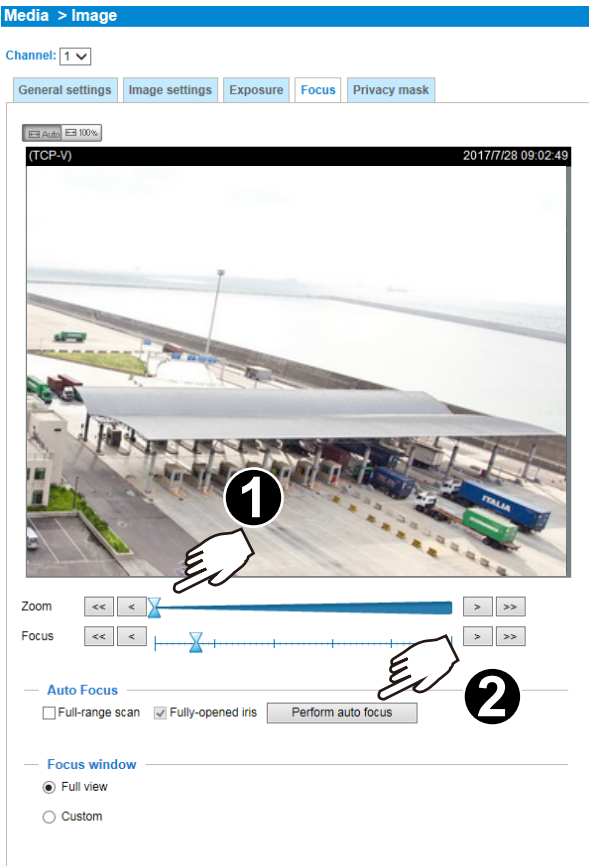 Media > Image
Channel: 1
General settings Image settings Exposure Focus Privacy mask
Auto 100%
(TCP-V) 2017/7/28 09:02:49
ITALIA
1
Zoom << < > >>
Focus << < > >>
2
Auto Focus
Full-range scan Fully-opened iris Perform auto focus
Focus window
Full view
Custom